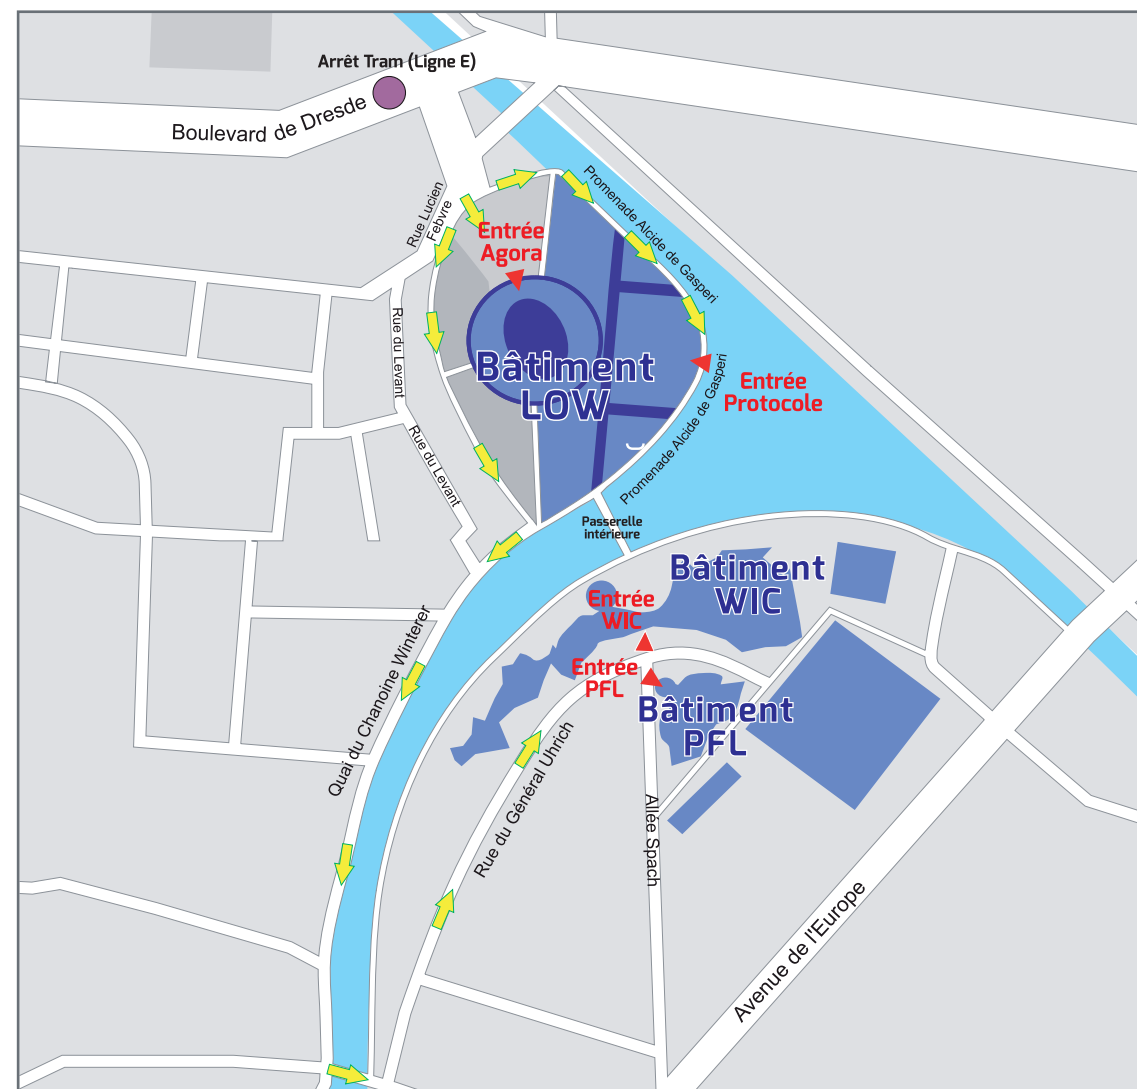 Arrêt Tram (Ligne E)
Boulevard de Dresde
Rue Lucien
Febvre
Promenade Alcide de Gasperi
Entrée
Agora
Rue du Levant
Bâtiment
LOW
Promenade Alcide de Gasperi
Entrée
Protocole
Rue du Levant
Passerelle
intérieure
Bâtiment
WIC
Entrée
WIC
Quai du Chanoine Winterer
Entrée
PFL
Bâtiment
PFL
Rue du Général Uhrich
Allée Spach
Avenue de l'Europe